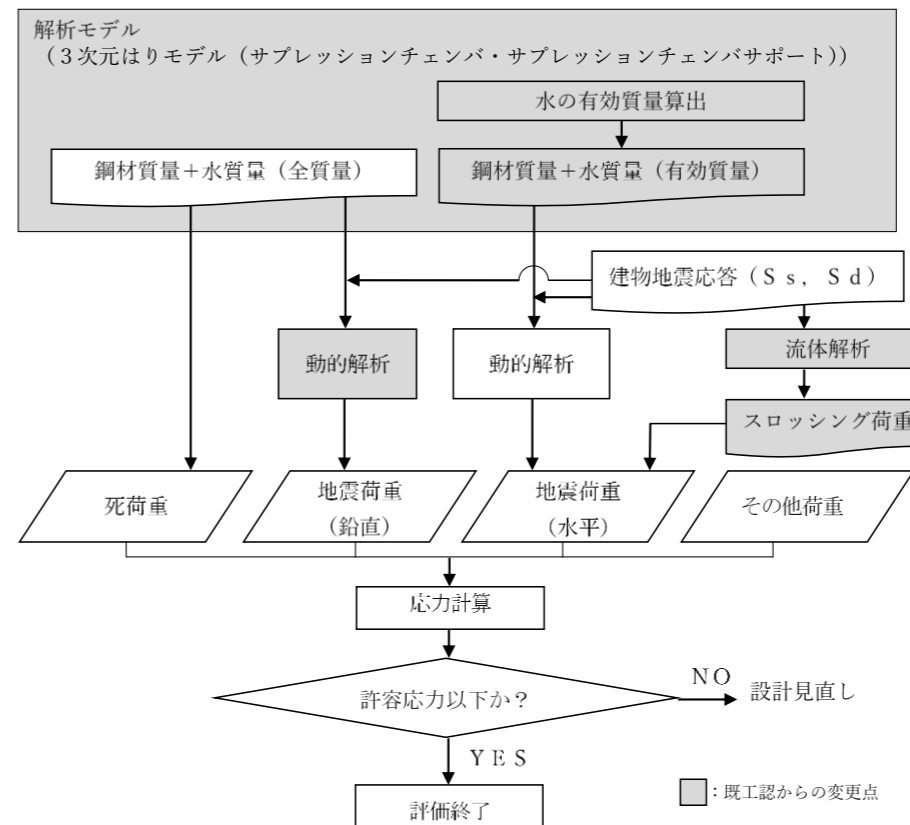 解析モデル
（３次元はりモデル（サプレッションチェンバ・サプレッションチェンバサポート））
水の有効質量算出
鋼材質量＋水質量（全質量）
鋼材質量＋水質量（有効質量）
建物地震応答（Ｓｓ，Ｓｄ）
動的解析
動的解析
流体解析
スロッシング荷重
死荷重
地震荷重
（鉛直）
地震荷重
（水平）
その他荷重
応力計算
許容応力以下か？
ＮＯ
設計見直し
ＹＥＳ
評価終了
：既工認からの変更点